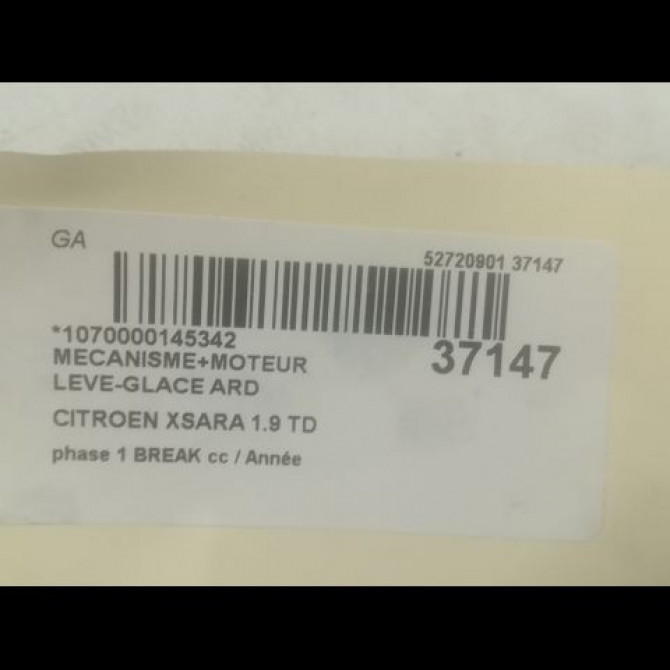 GA
52720901 37147
*1070000145342
37147
MECANISME+MOTEUR
LEVE-GLACE ARD
CITROEN XSARA 1.9 TD
phase 1 BREAK cc / Année